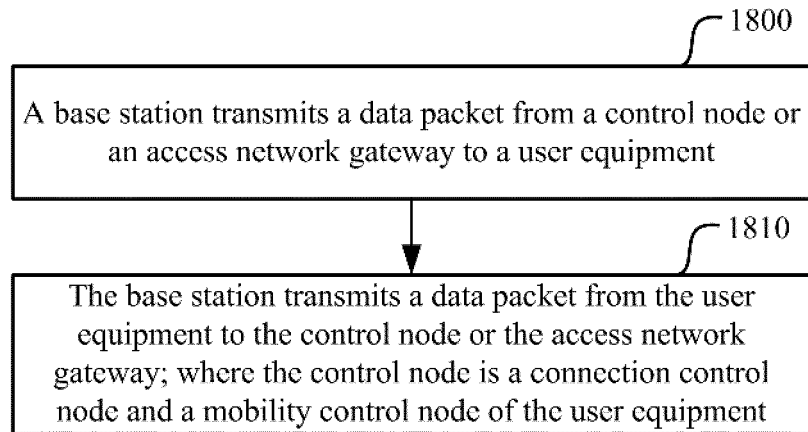 1800
A base station transmits a data packet from a control node or
an access network gateway to a user equipment
1810
The base station transmits a data packet from the user
equipment to the control node or the access network
gateway; where the control node is a connection control
node and a mobility control node of the user equipment